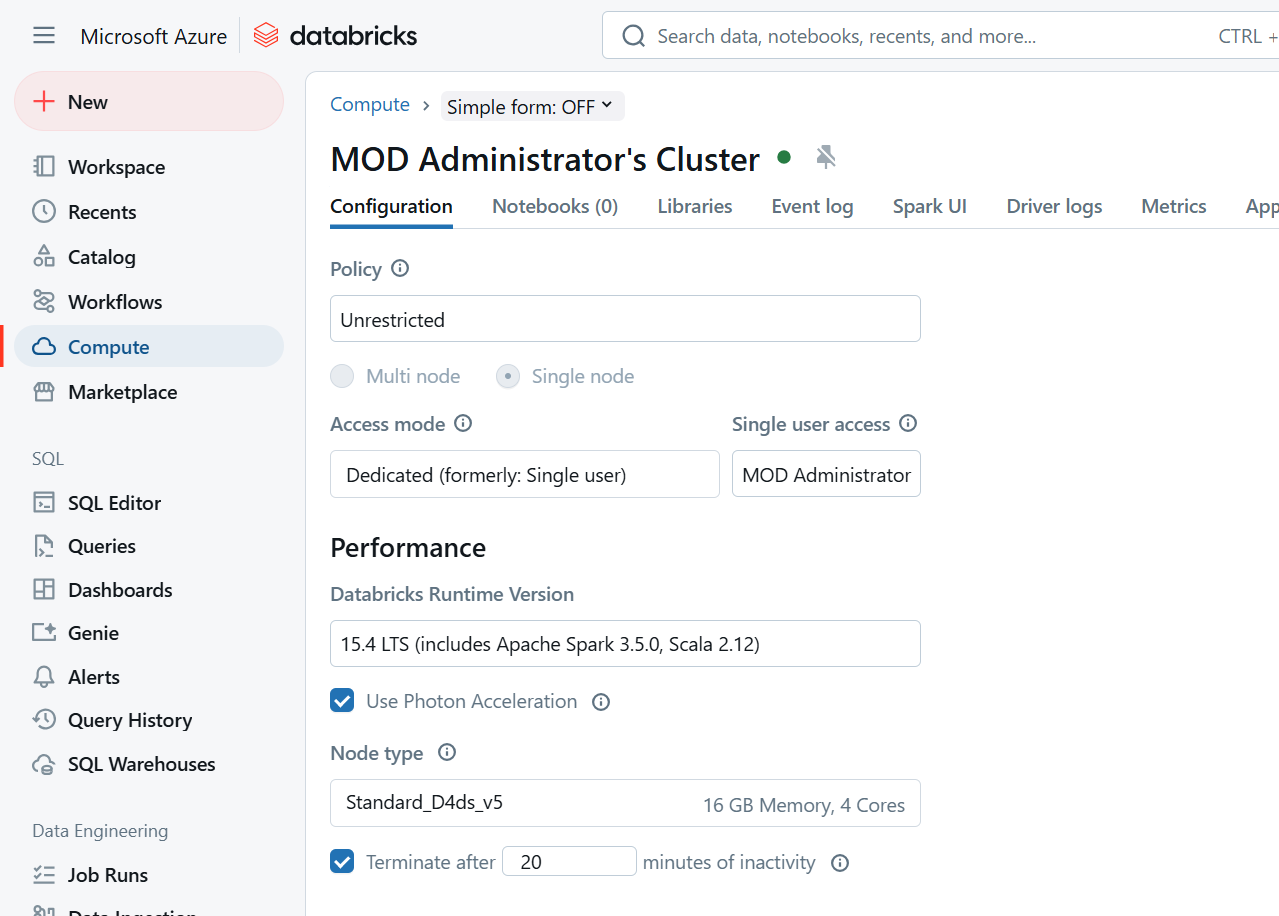 Microsoft Azure
databricks
Search data, notebooks, recents, and more...
CTRL +
New
Workspace
Recents
Catalog
Workflows
Compute
Marketplace
SQL
SQL Editor
Queries
Dashboards
Genie
Alerts
Query History
SQL Warehouses
Data Engineering
Job Runs
Data Ingestion
Compute > Simple form: OFF
MOD Administrator's Cluster
Configuration
Notebooks (0)
Libraries
Event log
Spark UI
Driver logs
Metrics
App
Policy
Unrestricted
Multi node
Single node
Access mode
Single user access
Dedicated (formerly: Single user)
MOD Administrator
Performance
Databricks Runtime Version
15.4 LTS (includes Apache Spark 3.5.0, Scala 2.12)
Use Photon Acceleration
Node type
Standard_D4ds_v5
16 GB Memory, 4 Cores
Terminate after 20 minutes of inactivity